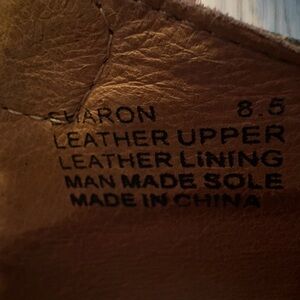 SHARON 8.5
LEATHER UPPER
LEATHER LINING
MAN MADE SOLE
MADE IN CHINA